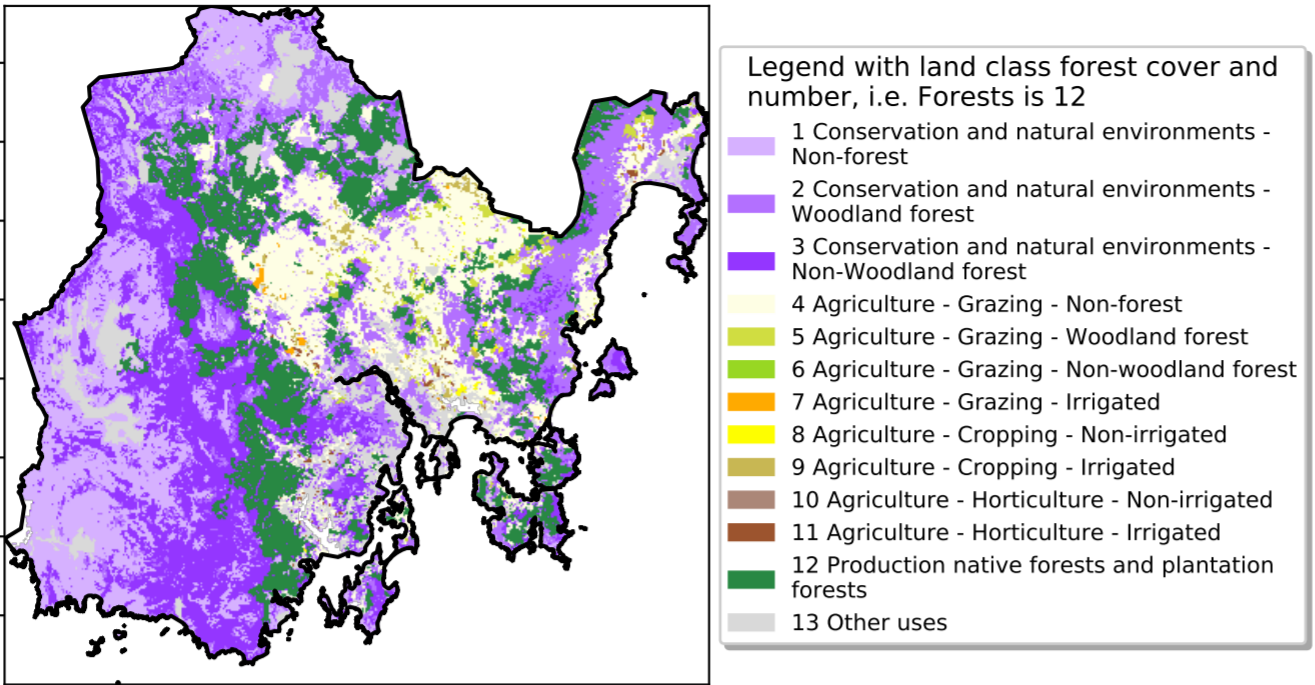 Legend with land class forest cover and
number, i.e. Forests is 12
1 Conservation and natural environments -
Non-forest
2 Conservation and natural environments -
Woodland forest
3 Conservation and natural environments -
Non-Woodland forest
4 Agriculture - Grazing - Non-forest
5 Agriculture - Grazing - Woodland forest
6 Agriculture - Grazing - Non-woodland forest
7 Agriculture - Grazing - Irrigated
8 Agriculture - Cropping - Non-irrigated
9 Agriculture - Cropping - Irrigated
10 Agriculture - Horticulture - Non-irrigated
11 Agriculture - Horticulture - Irrigated
12 Production native forests and plantation
forests
13 Other uses